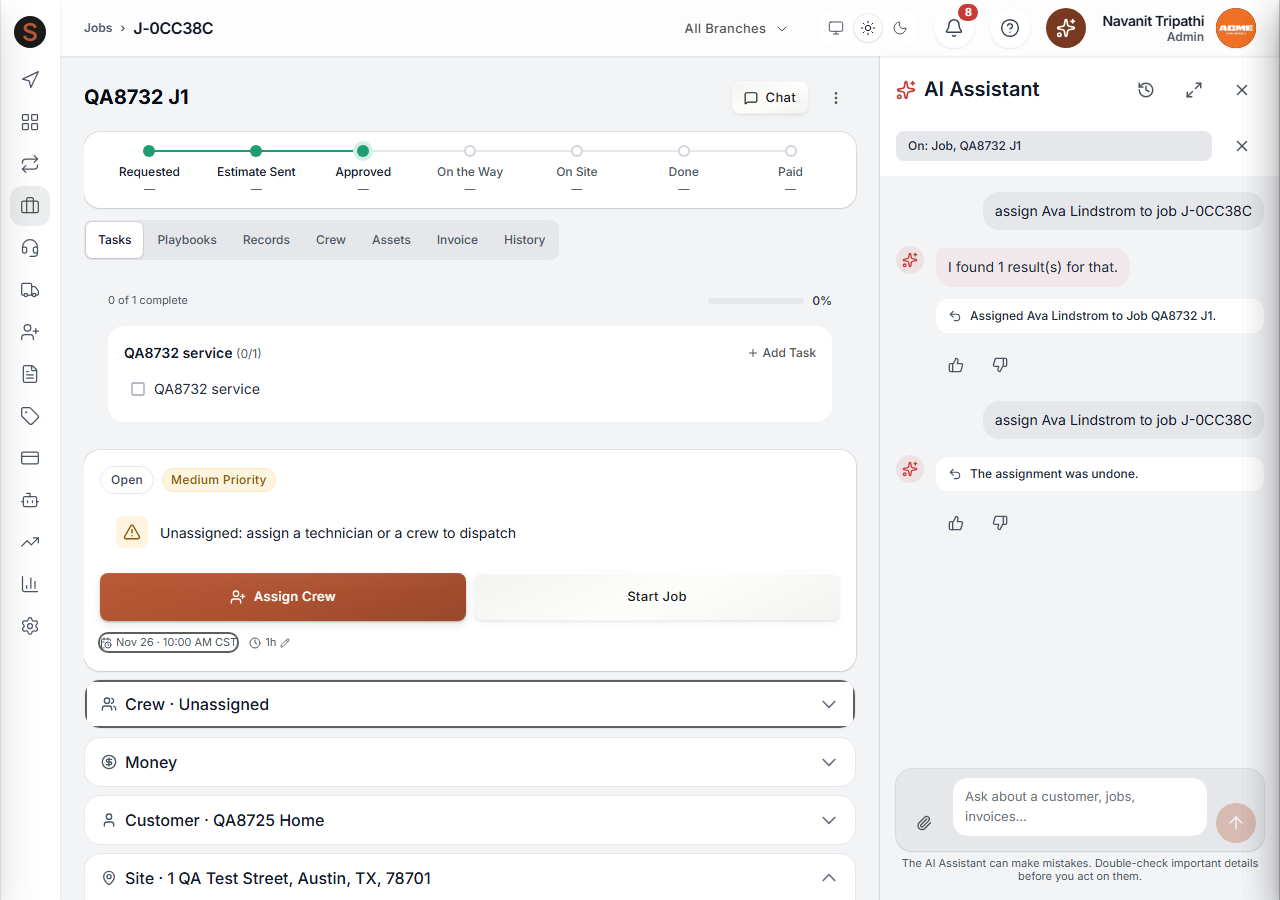 S
Jobs › J-0CC38C
All Branches
8
Navanit Tripathi
Admin
ACME
QA8732 J1
Chat
Requested
Estimate Sent
Approved
On the Way
On Site
Done
Paid
— — — — — — —
Tasks
Playbooks
Records
Crew
Assets
Invoice
History
0 of 1 complete
0%
QA8732 service (0/1)
+ Add Task
QA8732 service
Open
Medium Priority
Unassigned: assign a technician or a crew to dispatch
Assign Crew
Start Job
Nov 26 · 10:00 AM CST
1h
Crew · Unassigned
Money
Customer · QA8725 Home
Site · 1 QA Test Street, Austin, TX, 78701
AI Assistant
On: Job, QA8732 J1
assign Ava Lindstrom to job J-0CC38C
I found 1 result(s) for that.
Assigned Ava Lindstrom to Job QA8732 J1.
assign Ava Lindstrom to job J-0CC38C
The assignment was undone.
Ask about a customer, jobs,
invoices...
The AI Assistant can make mistakes. Double-check important details
before you act on them.